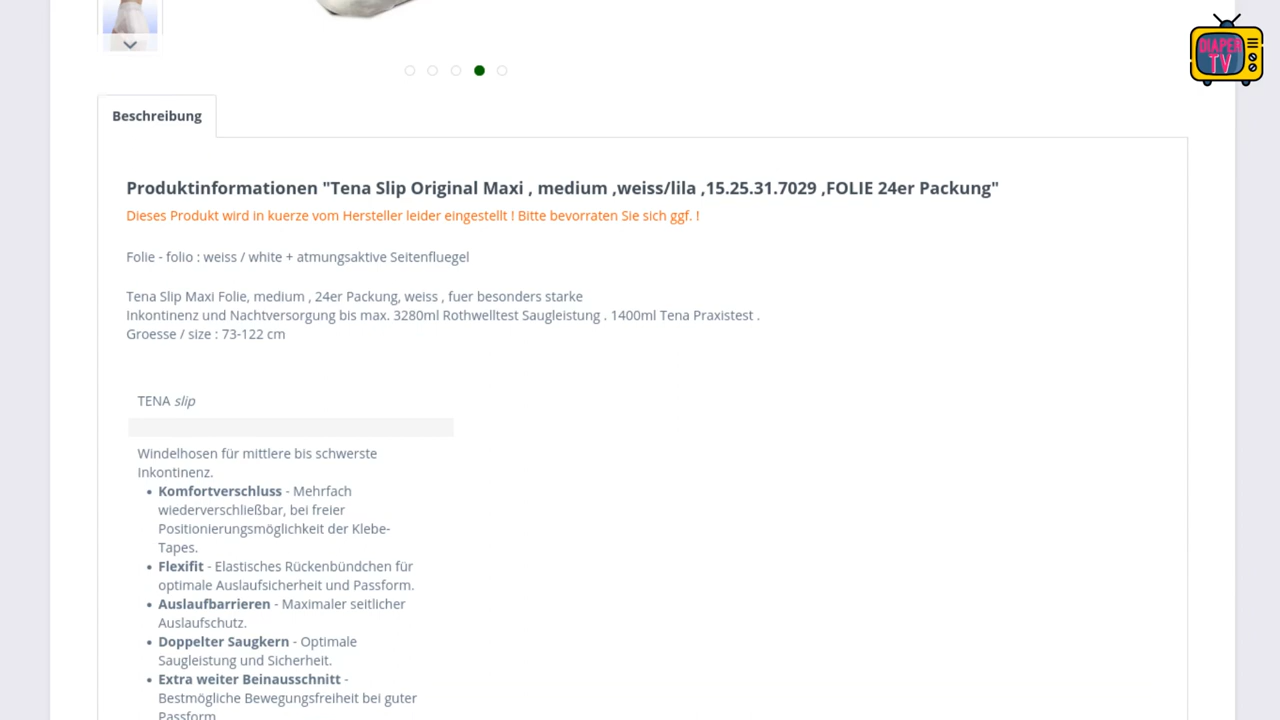 DIAPER
TV
Beschreibung
Produktinformationen "Tena Slip Original Maxi , medium ,weiss/lila ,15.25.31.7029 ,FOLIE 24er Packung"
Dieses Produkt wird in kuerze vom Hersteller leider eingestellt ! Bitte bevorraten Sie sich ggf. !
Folie - folio : weiss / white + atmungsaktive Seitenfluegel
Tena Slip Maxi Folie, medium , 24er Packung, weiss , fuer besonders starke
Inkontinenz und Nachtversorgung bis max. 3280ml Rothwelltest Saugleistung . 1400ml Tena Praxistest .
Groesse / size : 73-122 cm
TENA slip
Windelhosen für mittlere bis schwerste
Inkontinenz.
• Komfortverschluss - Mehrfach
wiederverschließbar, bei freier
Positionierungsmöglichkeit der Klebe-
Tapes.
• Flexifit - Elastisches Rückenbündchen für
optimale Auslaufsicherheit und Passform.
• Auslaufbarrieren - Maximaler seitlicher
Auslaufschutz.
• Doppelter Saugkern - Optimale
Saugleistung und Sicherheit.
• Extra weiter Beinausschnitt -
Bestmögliche Bewegungsfreiheit bei guter
Passform